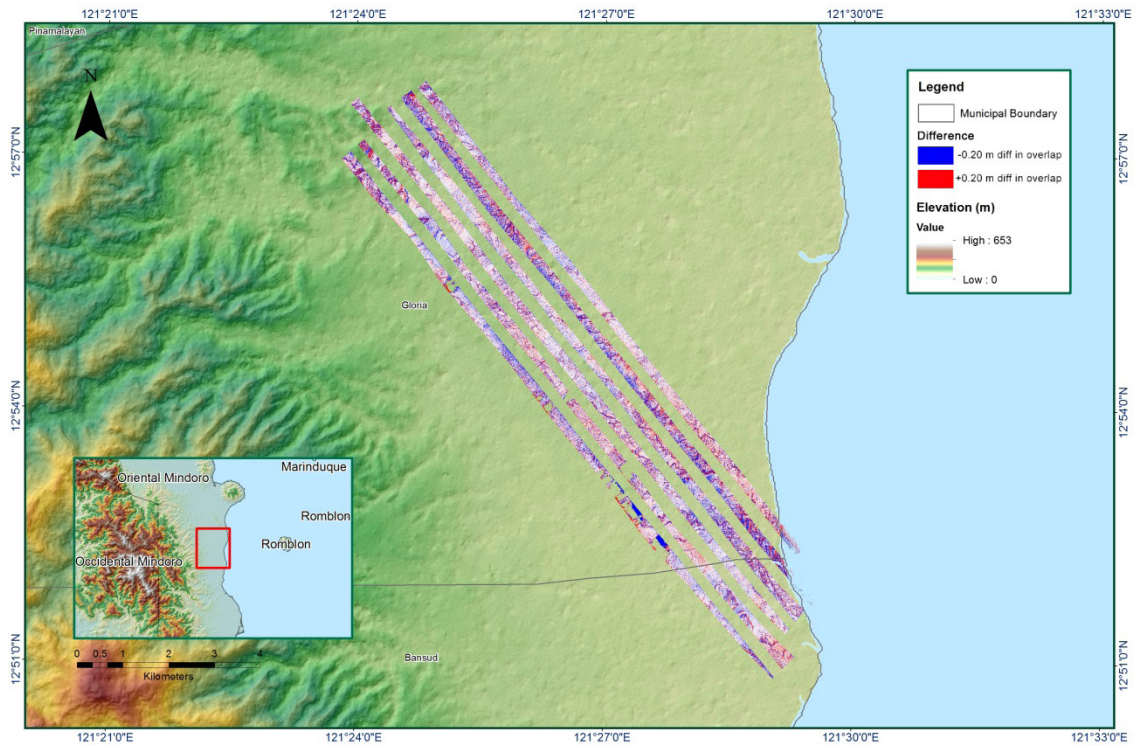 121°21'0"E 121°24'0"E 121°27'0"E 121°30'0"E 121°33'0"E
Pinamalayan
N
12°57'0"N
12°57'0"N
Legend
Municipal Boundary
Difference
-0.20 m diff in overlap
+0.20 m diff in overlap
Elevation (m)
Value
High : 653
Low : 0
Gloria
12°54'0"N
12°54'0"N
Marinduque
Oriental Mindoro
Romblon
Romblon
Occidental Mindoro
Bansud
12°51'0"N
12°51'0"N
0 0.5 1 2 3 4
Kilometers
121°21'0"E 121°24'0"E 121°27'0"E 121°30'0"E 121°33'0"E